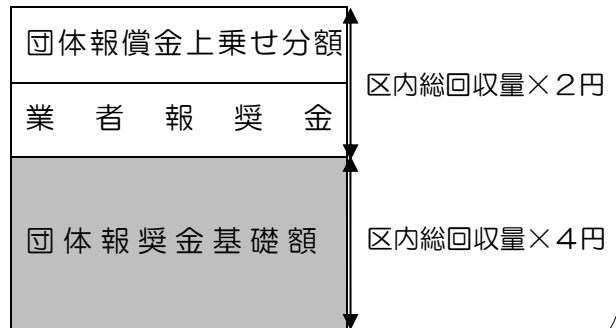 団体報償金上乗せ分額
区内総回収量×2円
業者報奨金
団体報奨金基礎額
区内総回収量×4円